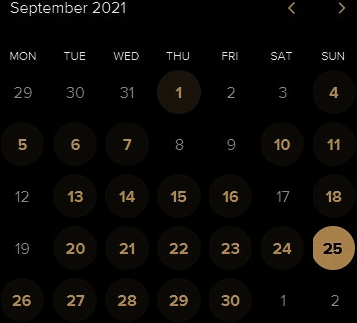 September 2021
MON TUE WED THU FRI SAT SUN
29 30 31 1 2 3 4
5 6 7 8 9 10 11
12 13 14 15 16 17 18
19 20 21 22 23 24 25
26 27 28 29 30 1 2